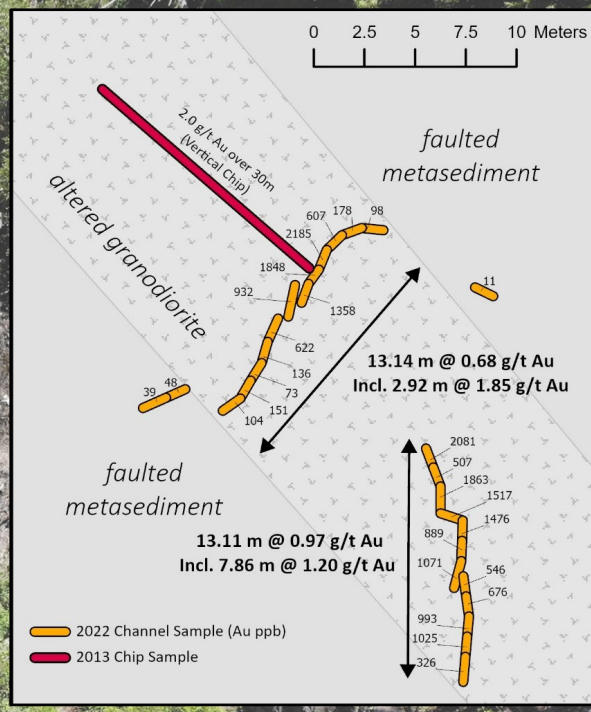 0 2.5 5 7.5 10 Meters
faulted
metasediment
2.0 g/t Au over 30m
(Vertical Chip)
altered granodiorite
98
178
607
2185
1848
932
1358
11
622
136
73
151
104
39
48
13.14 m @ 0.68 g/t Au
Incl. 2.92 m @ 1.85 g/t Au
faulted
metasediment
2081
507
1863
1517
1476
889
1071
546
676
993
1025
326
13.11 m @ 0.97 g/t Au
Incl. 7.86 m @ 1.20 g/t Au
2022 Channel Sample (Au ppb)
2013 Chip Sample